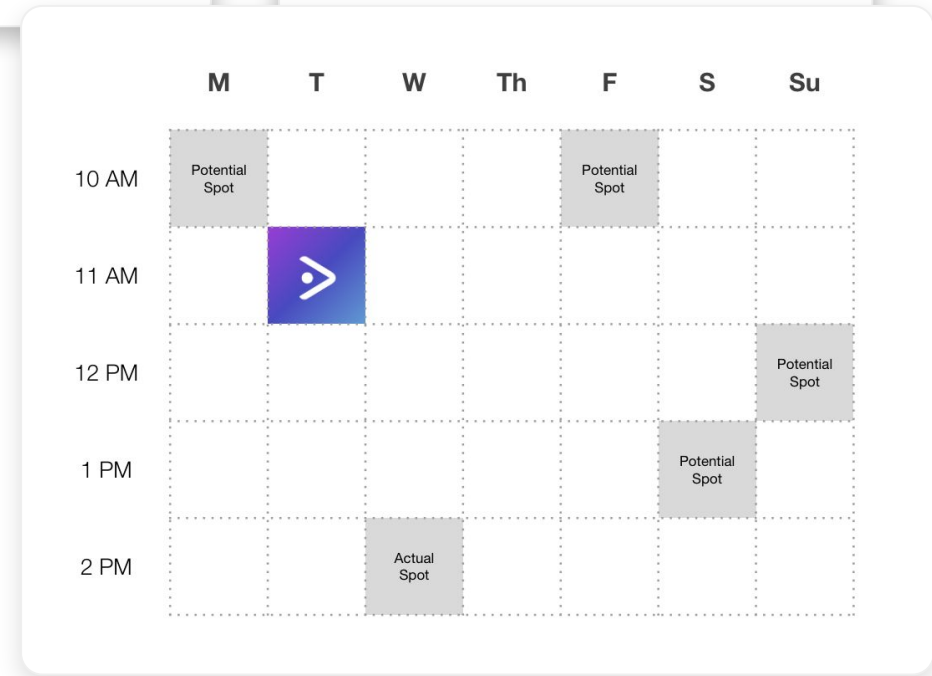 M T W Th F S Su
10 AM
Potential
Spot
Potential
Spot
11 AM
12 PM
Potential
Spot
1 PM
Potential
Spot
2 PM
Actual
Spot